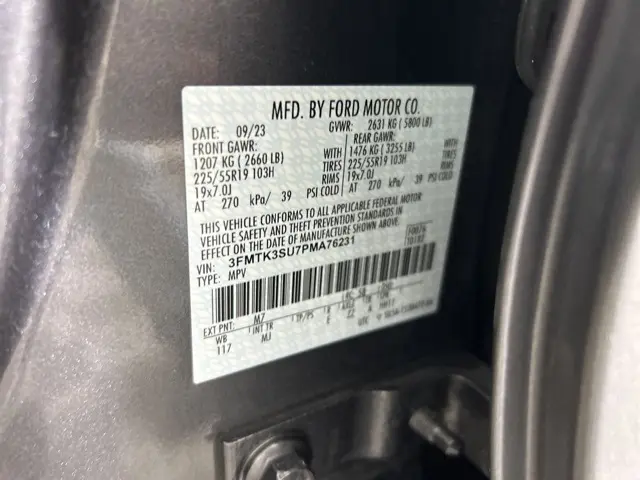 MFD. BY FORD MOTOR CO.
DATE: 09/23 GVWR: 2631 KG ( 5800 LB)
FRONT GAWR: REAR GAWR:
1207 KG ( 2660 LB) WITH 1476 KG ( 3255 LB) WITH
225/55R19 103H TIRES 225/55R19 103H TIRES
19x7.0J RIMS 19x7.0J RIMS
AT 270 kPa/ 39 PSI COLD AT 270 kPa/ 39 PSI COLD
THIS VEHICLE CONFORMS TO ALL APPLICABLE FEDERAL MOTOR
VEHICLE SAFETY AND THEFT PREVENTION STANDARDS IN
EFFECT ON THE DATE OF MANUFACTURE SHOWN ABOVE.
VIN: 3FMTK3SU7PMA76231
TYPE: MPV
EXT PNT: M7
WB INT TR TP/PS R
117 MJ